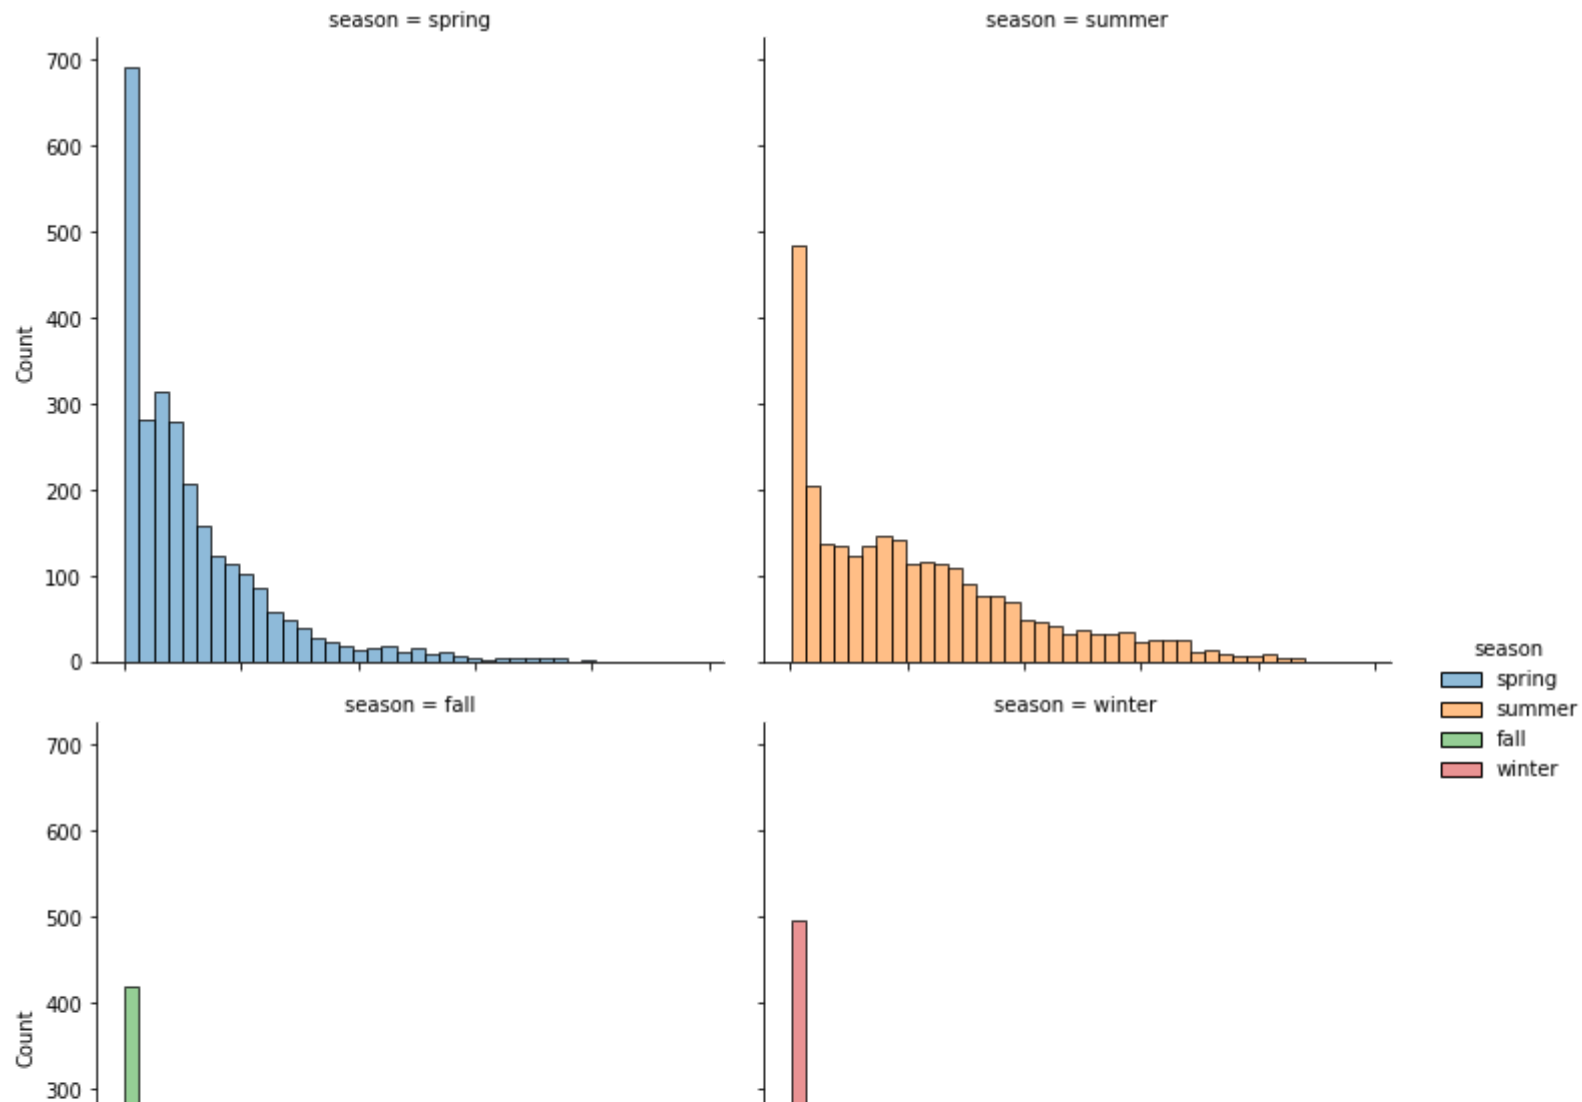 season = spring
season = summer
700
600
500
400
300
200
100
0
Count
season = fall
season = winter
700
600
500
400
300
Count
season
spring
summer
fall
winter